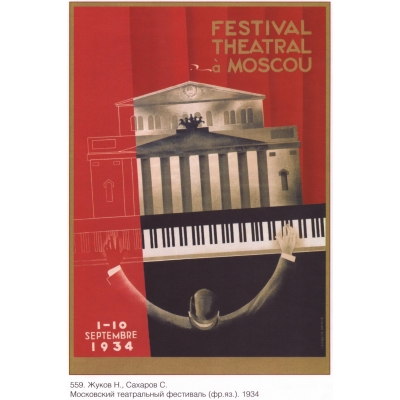 FESTIVAL
THEATRAL
à MOSCOU
1-10
SEPTEMBRE
1934
559. Жуков Н., Сахаров С.
Московский театральный фестиваль (фр.яз.). 1934